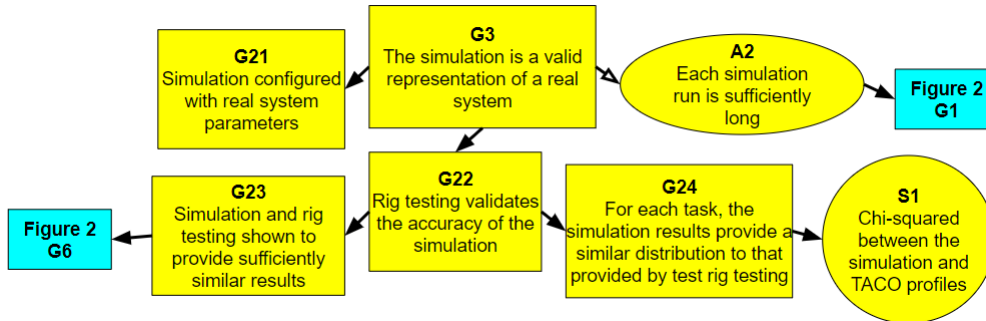 G21
Simulation configured
with real system
parameters
G3
The simulation is a valid
representation of a real
system
A2
Each simulation
run is sufficiently
long
Figure 2
G1
Figure 2
G6
G23
Simulation and rig
testing shown to
provide sufficiently
similar results
G22
Rig testing validates
the accuracy of the
simulation
G24
For each task, the
simulation results provide a
similar distribution to that
provided by test rig testing
S1
Chi-squared
between the
simulation and
TACO profiles